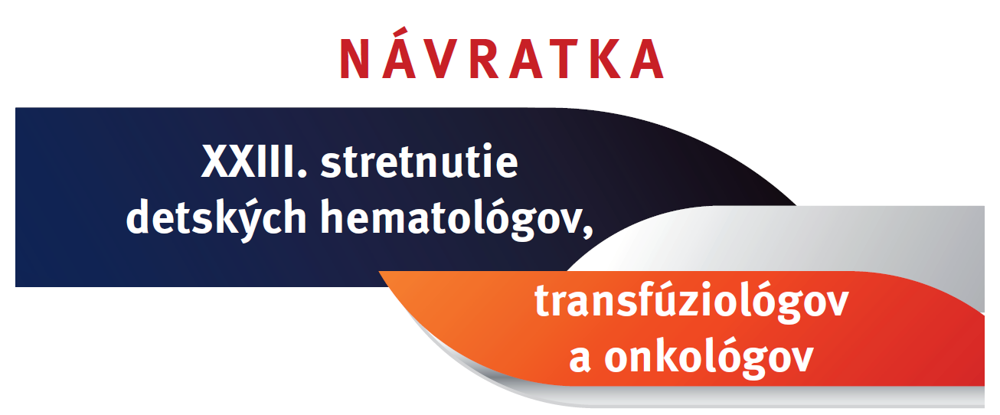 NÁVRATKA
XXIII. stretnutie
detských hematológov,
transfúziológov
a onkológov